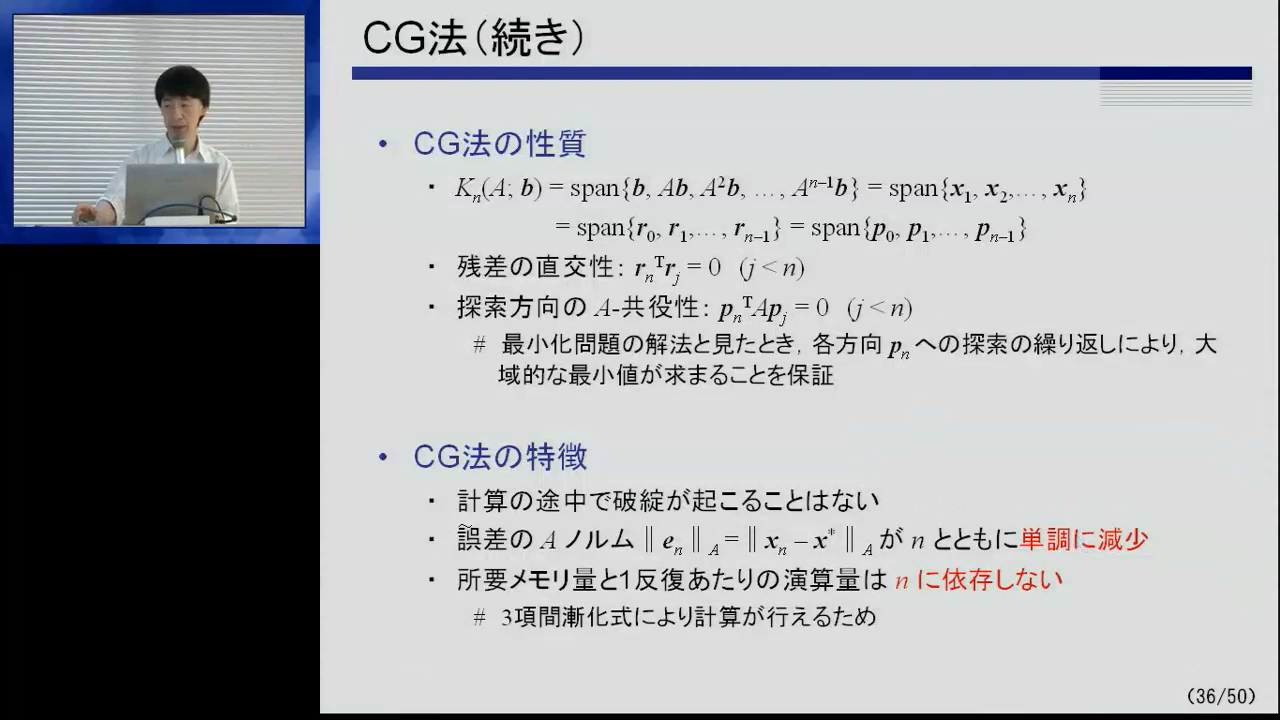 CG法(続き)
• CG法の性質
・ Kn(A; b) = span{b, Ab, A²b, …, Aⁿ⁻¹b} = span{x₁, x₂,…, xₙ}
= span{r₀, r₁,…, rₙ₋₁} = span{p₀, p₁,…, pₙ₋₁}
・ 残差の直交性: rₙᵀrⱼ = 0 (j < n)
・ 探索方向の A-共役性: pₙᵀApⱼ = 0 (j < n)
# 最小化問題の解法と見たとき,各方向 pₙ への探索の繰り返しにより,大
域的な最小値が求まることを保証
• CG法の特徴
・ 計算の途中で破綻が起こることはない
・ 誤差の A ノルム‖eₙ‖A =‖xₙ – x*‖A が n とともに単調に減少
・ 所要メモリ量と1反復あたりの演算量は n に依存しない
# 3項間漸化式により計算が行えるため
(36/50)